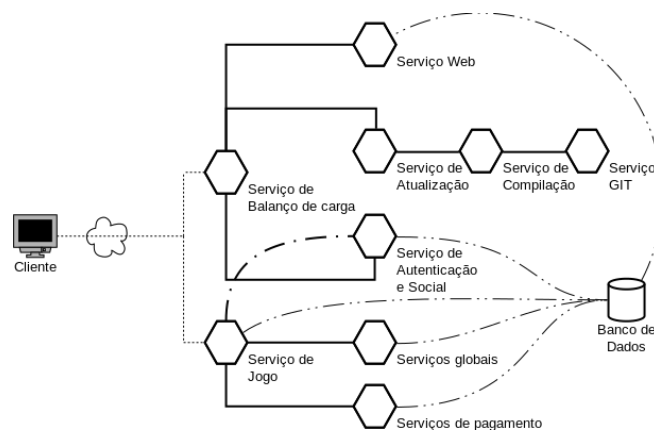 Serviço Web
Serviço de
Atualização
Serviço de
Compilação
Serviço
GIT
Serviço de
Balanço de carga
Cliente
Serviço de
Autenticação
e Social
Banco de
Dados
Serviço de
Jogo
Serviços globais
Serviços de pagamento